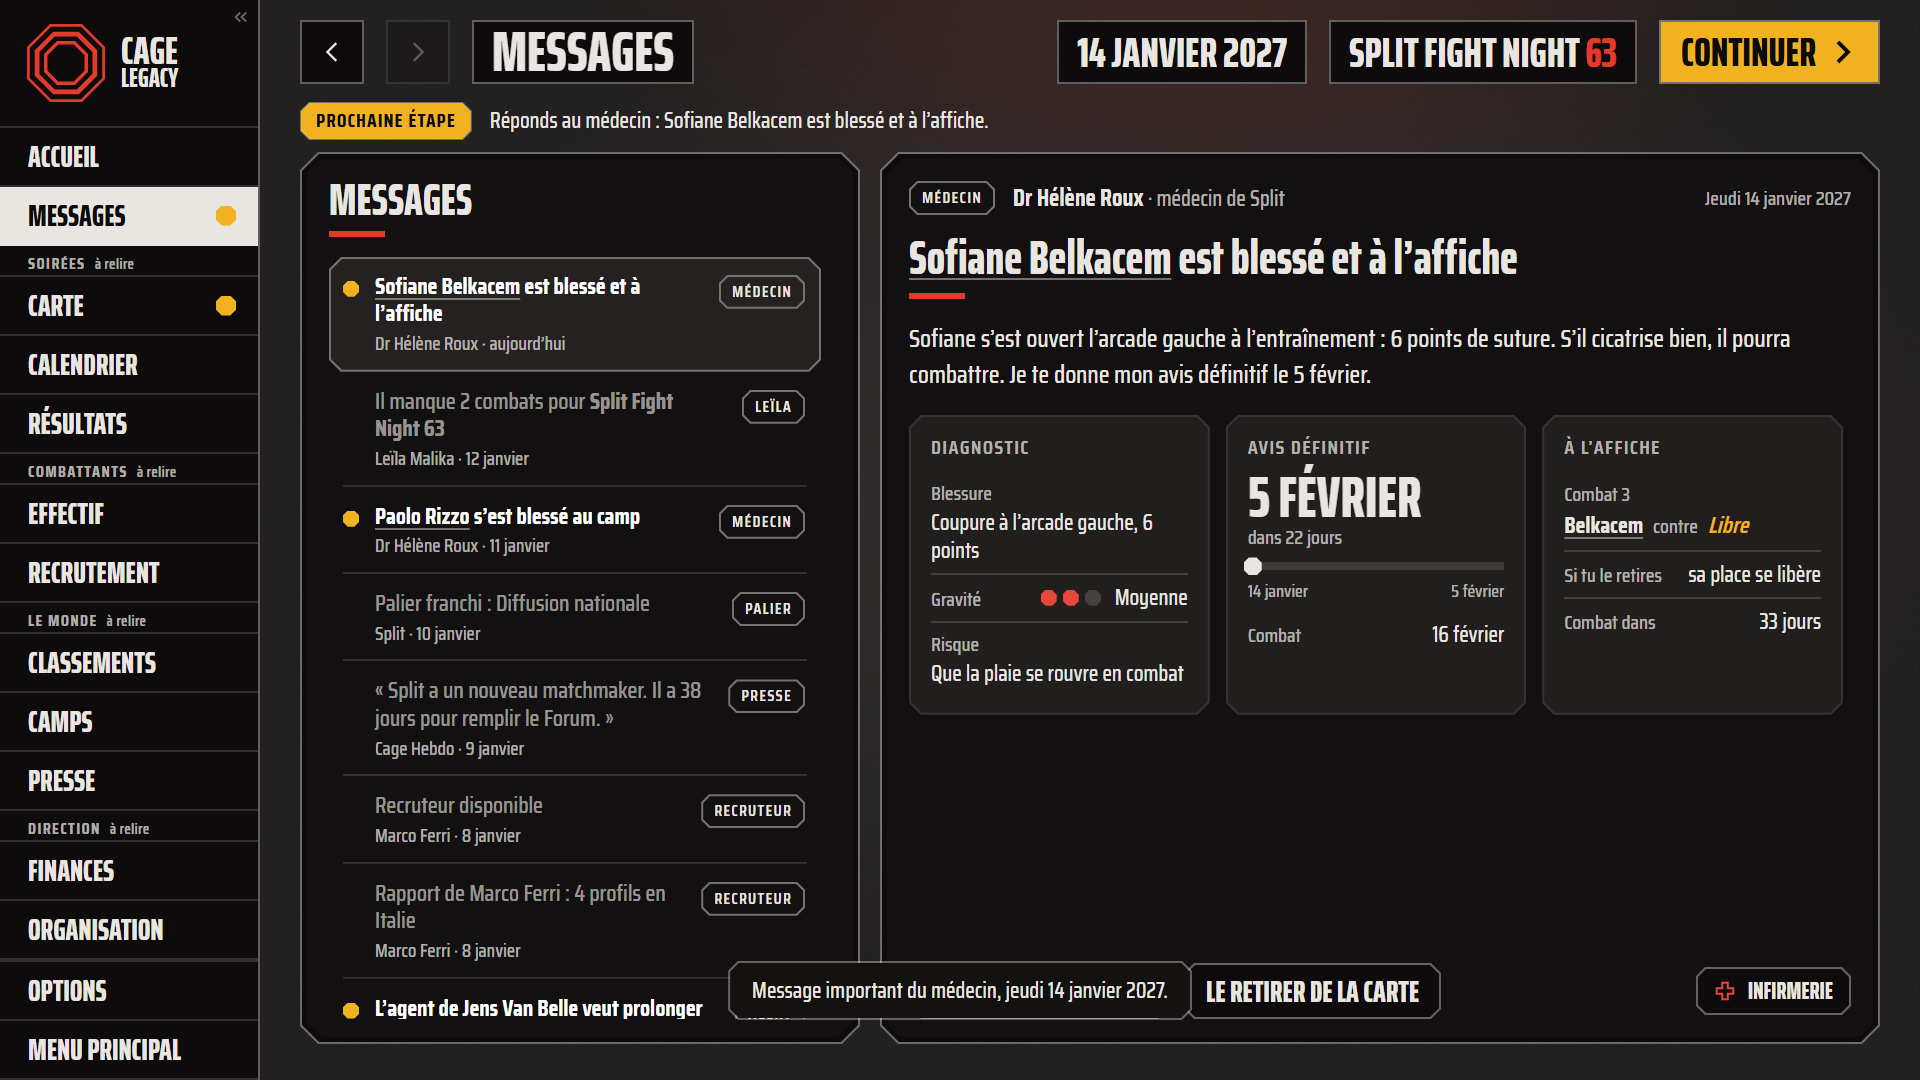 CAGE
LEGACY
ACCUEIL
MESSAGES
SOIRÉES à relire
CARTE
CALENDRIER
RÉSULTATS
COMBATTANTS à relire
EFFECTIF
RECRUTEMENT
LE MONDE à relire
CLASSEMENTS
CAMPS
PRESSE
DIRECTION à relire
FINANCES
ORGANISATION
OPTIONS
MENU PRINCIPAL
MESSAGES
14 JANVIER 2027
SPLIT FIGHT NIGHT 63
CONTINUER
PROCHAINE ÉTAPE
Réponds au médecin : Sofiane Belkacem est blessé et à l’affiche.
MESSAGES
Sofiane Belkacem est blessé et à
l’affiche
MÉDECIN
Dr Hélène Roux · aujourd’hui
Il manque 2 combats pour Split Fight
Night 63
LEÏLA
Leïla Malika · 12 janvier
Paolo Rizzo s’est blessé au camp
MÉDECIN
Dr Hélène Roux · 11 janvier
Palier franchi : Diffusion nationale
PALIER
Split · 10 janvier
« Split a un nouveau matchmaker. Il a 38
jours pour remplir le Forum. »
PRESSE
Cage Hebdo · 9 janvier
Recruteur disponible
RECRUTEUR
Marco Ferri · 8 janvier
Rapport de Marco Ferri : 4 profils en
Italie
RECRUTEUR
Marco Ferri · 8 janvier
L’agent de Jens Van Belle veut prolonger
MÉDECIN
Dr Hélène Roux · médecin de Split
Jeudi 14 janvier 2027
Sofiane Belkacem est blessé et à l’affiche
Sofiane s’est ouvert l’arcade gauche à l’entraînement : 6 points de suture. S’il cicatrise bien, il pourra
combattre. Je te donne mon avis définitif le 5 février.
DIAGNOSTIC
Blessure
Coupure à l’arcade gauche, 6
points
Gravité Moyenne
Risque
Que la plaie se rouvre en combat
AVIS DÉFINITIF
5 FÉVRIER
dans 22 jours
14 janvier 5 février
Combat 16 février
À L’AFFICHE
Combat 3
Belkacem contre Libre
Si tu le retires sa place se libère
Combat dans 33 jours
Message important du médecin, jeudi 14 janvier 2027.
LE RETIRER DE LA CARTE
INFIRMERIE